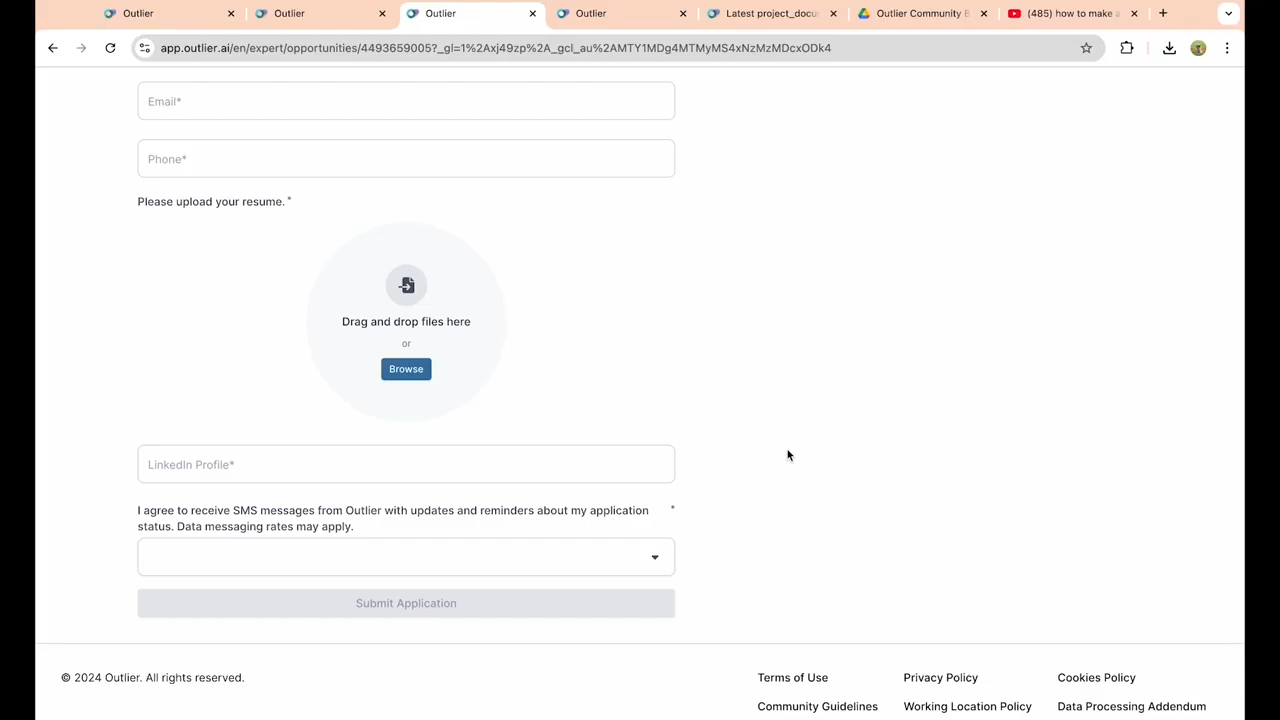 Outlier
Outlier
Outlier
Outlier
Latest project_docu
Outlier Community B
(485) how to make a
app.outlier.ai/en/expert/opportunities/4493659005?_gl=1%2Axj49zp%2A_gcl_au%2AMTY1MDg4MTMyMS4xNzMzMDcxODk4
Email*
Phone*
Please upload your resume. *
Drag and drop files here
or
Browse
LinkedIn Profile*
I agree to receive SMS messages from Outlier with updates and reminders about my application *
status. Data messaging rates may apply.
Submit Application
© 2024 Outlier. All rights reserved.
Terms of Use
Privacy Policy
Cookies Policy
Community Guidelines
Working Location Policy
Data Processing Addendum